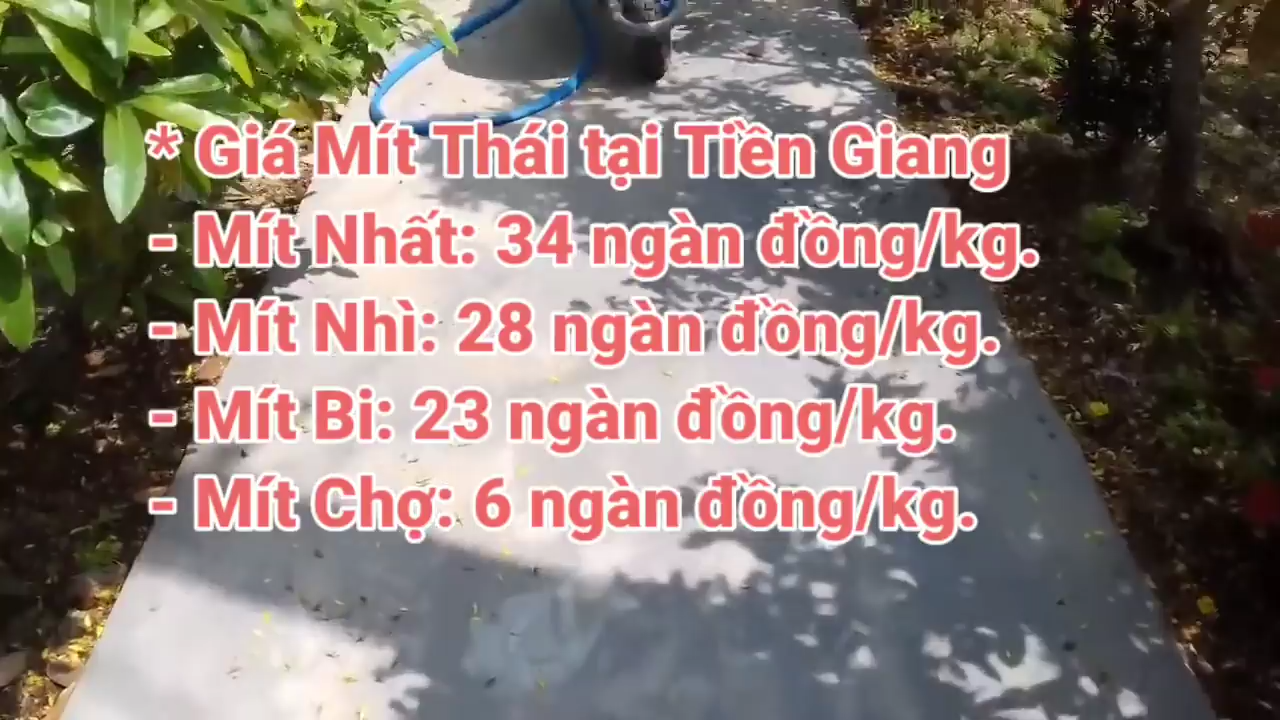 * Giá Mít Thái tại Tiền Giang
- Mít Nhất: 34 ngàn đồng/kg.
- Mít Nhì: 28 ngàn đồng/kg.
- Mít Bi: 23 ngàn đồng/kg.
- Mít Chợ: 6 ngàn đồng/kg.